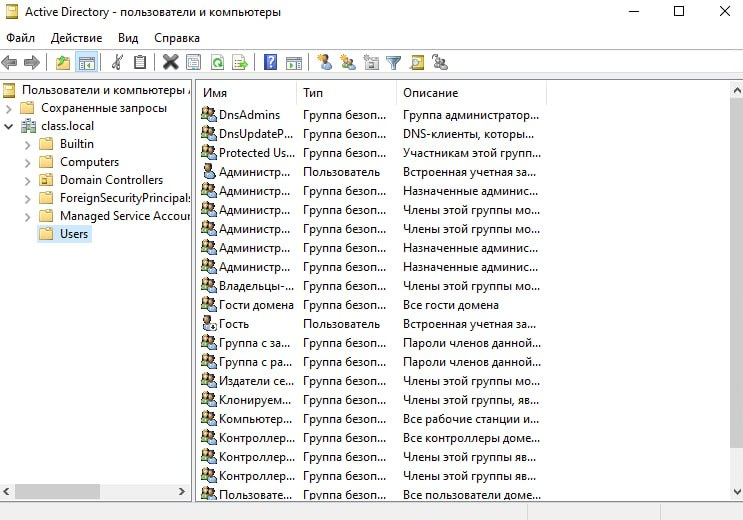 Active Directory - пользователи и компьютеры
Файл Действие Вид Справка
Пользователи и компьютеры A
Сохраненные запросы
class.local
Builtin
Computers
Domain Controllers
ForeignSecurityPrincipals
Managed Service Accour
Users
Имя Тип Описание
DnsAdmins Группа безоп... Группа администратор...
DnsUpdateP... Группа безоп... DNS-клиенты, которы...
Protected Us... Группа безоп... Участникам этой групп...
Администр... Пользователь Встроенная учетная за...
Администр... Группа безоп... Назначенные админис...
Администр... Группа безоп... Члены этой группы мо...
Администр... Группа безоп... Члены этой группы мо...
Администр... Группа безоп... Назначенные админис...
Администр... Группа безоп... Назначенные админис...
Владельцы-... Группа безоп... Члены этой группы мо...
Гости домена Группа безоп... Все гости домена
Гость Пользователь Встроенная учетная за...
Группа с за... Группа безоп... Пароли членов данной...
Группа с ра... Группа безоп... Пароли членов данной...
Издатели се... Группа безоп... Члены этой группы мо...
Клонируем... Группа безоп... Члены этой группы, яв...
Компьютер... Группа безоп... Все рабочие станции и...
Контроллер... Группа безоп... Все контроллеры доме...
Контроллер... Группа безоп... Члены этой группы яв...
Контроллер... Группа безоп... Члены этой группы яв...
Пользовате... Группа безоп... Все пользователи доме...